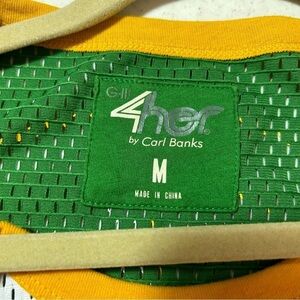 G-III
4her
by Carl Banks
M
MADE IN CHINA